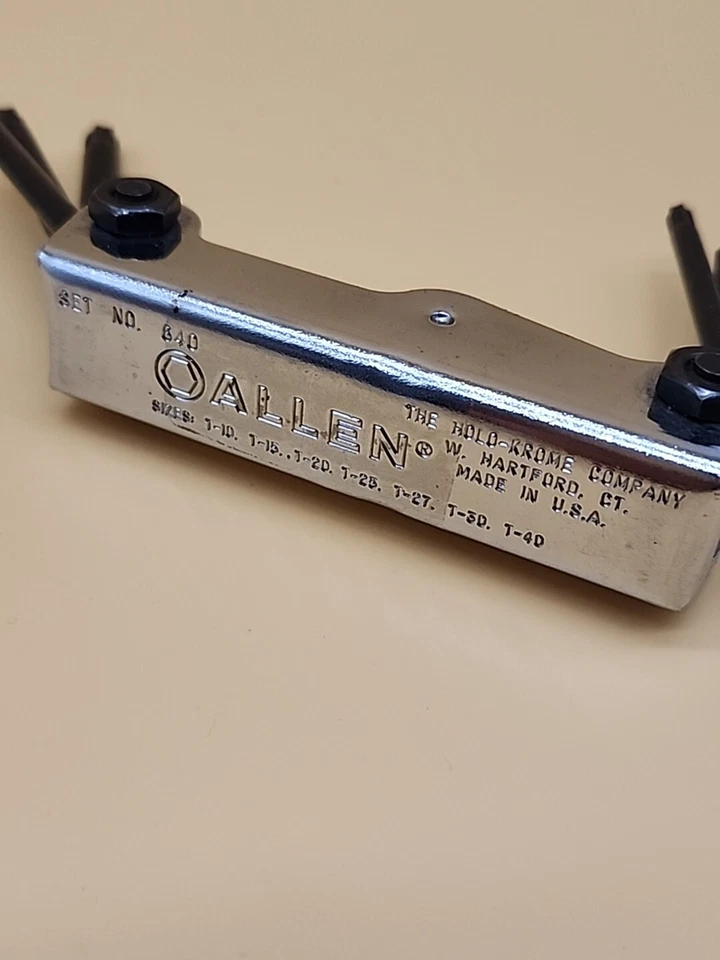 SET NO. 640
ALLEN®
SIZES: T-10. T-15. T-20. T-25. T-27. T-30. T-40
THE HOLO-KROME COMPANY
W. HARTFORD, CT.
MADE IN U.S.A.